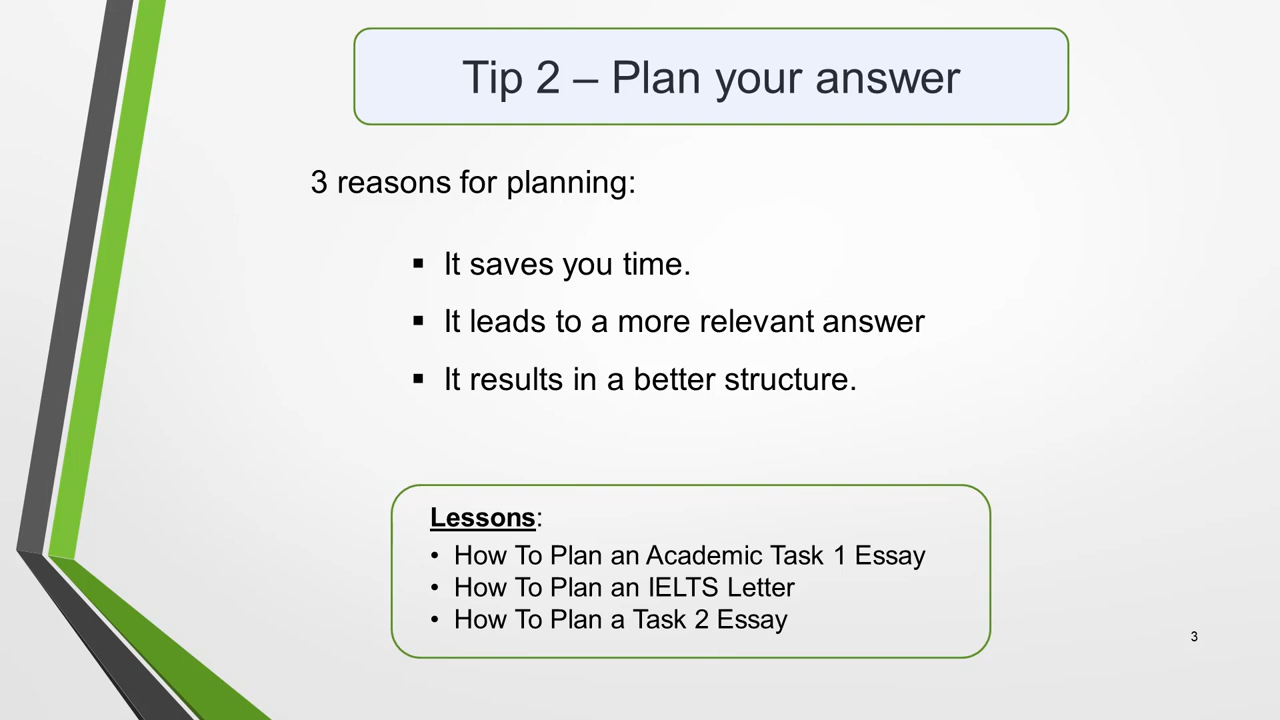 Tip 2 – Plan your answer
3 reasons for planning:
▪ It saves you time.
▪ It leads to a more relevant answer
▪ It results in a better structure.
Lessons:
• How To Plan an Academic Task 1 Essay
• How To Plan an IELTS Letter
• How To Plan a Task 2 Essay
3